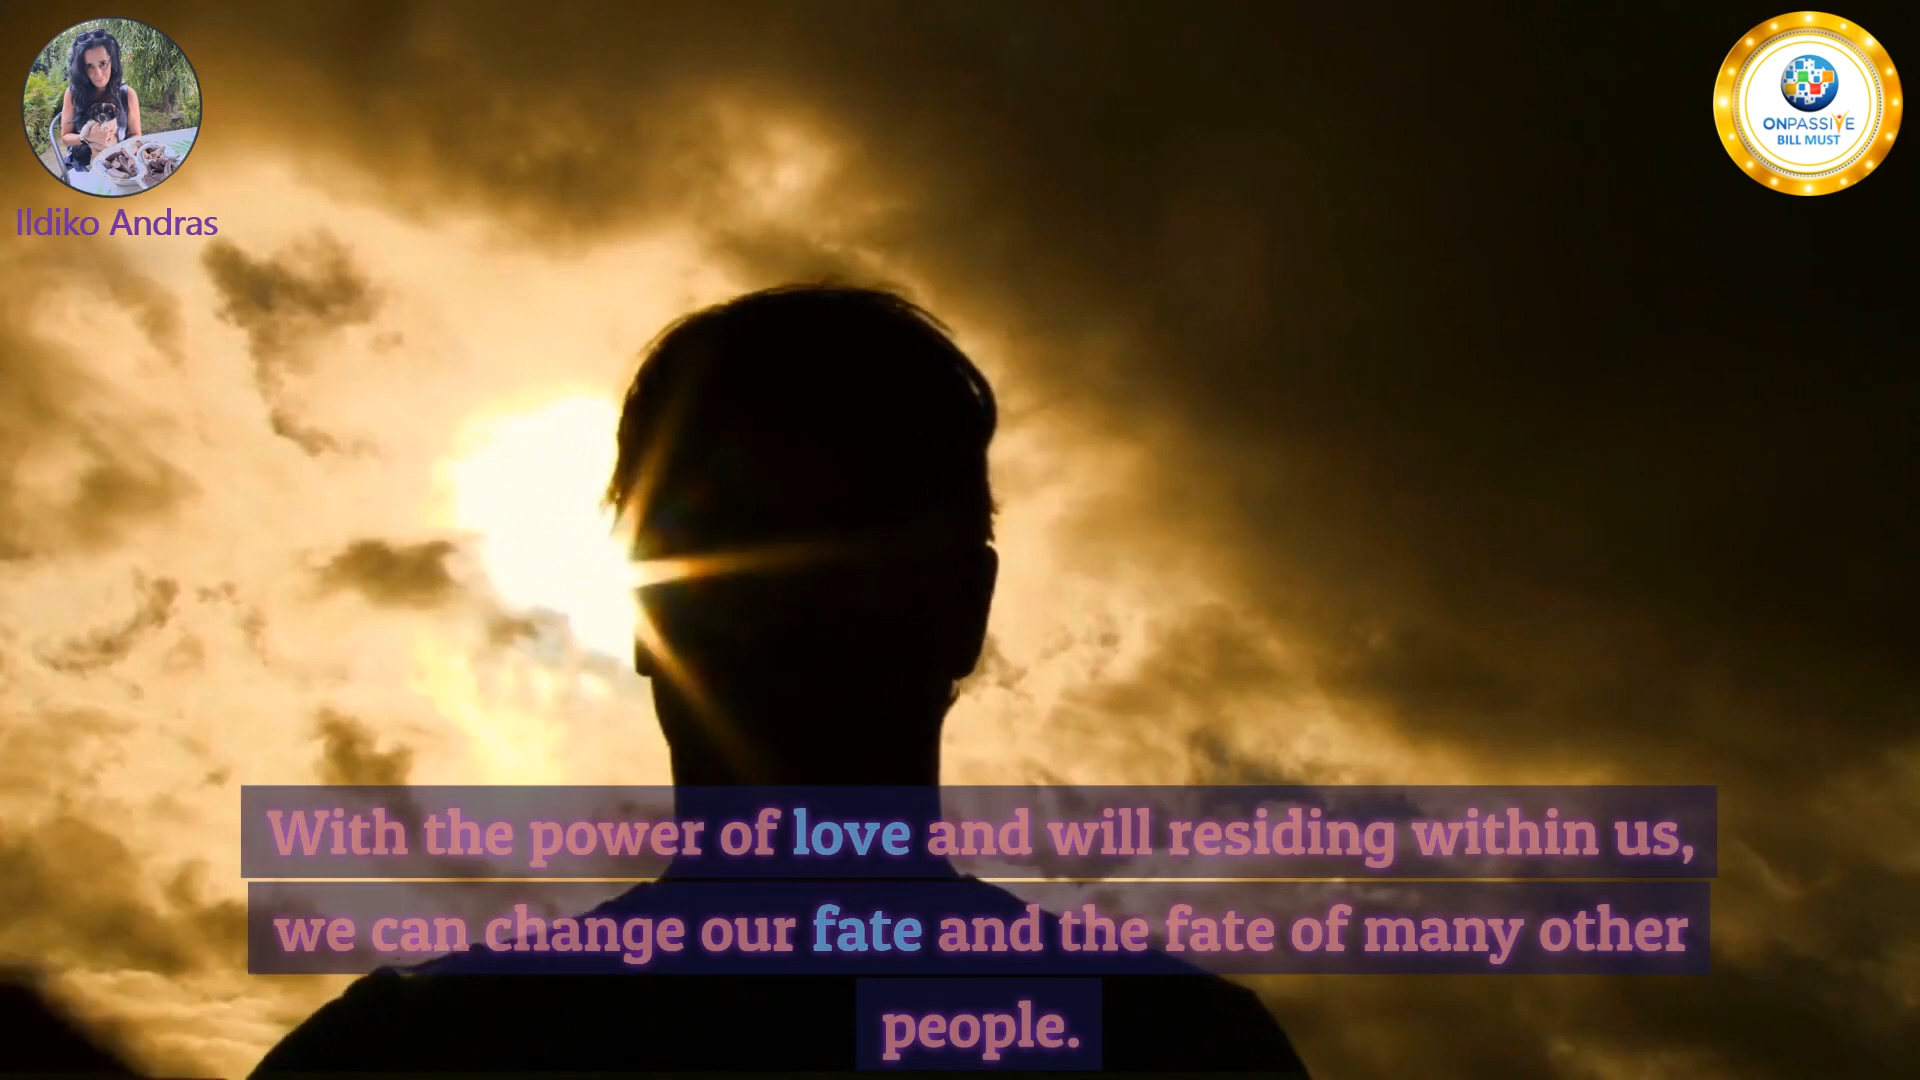 Ildiko Andras
ONPASSIVE
BILL MUST
With the power of love and will residing within us,
we can change our fate and the fate of many other
people.